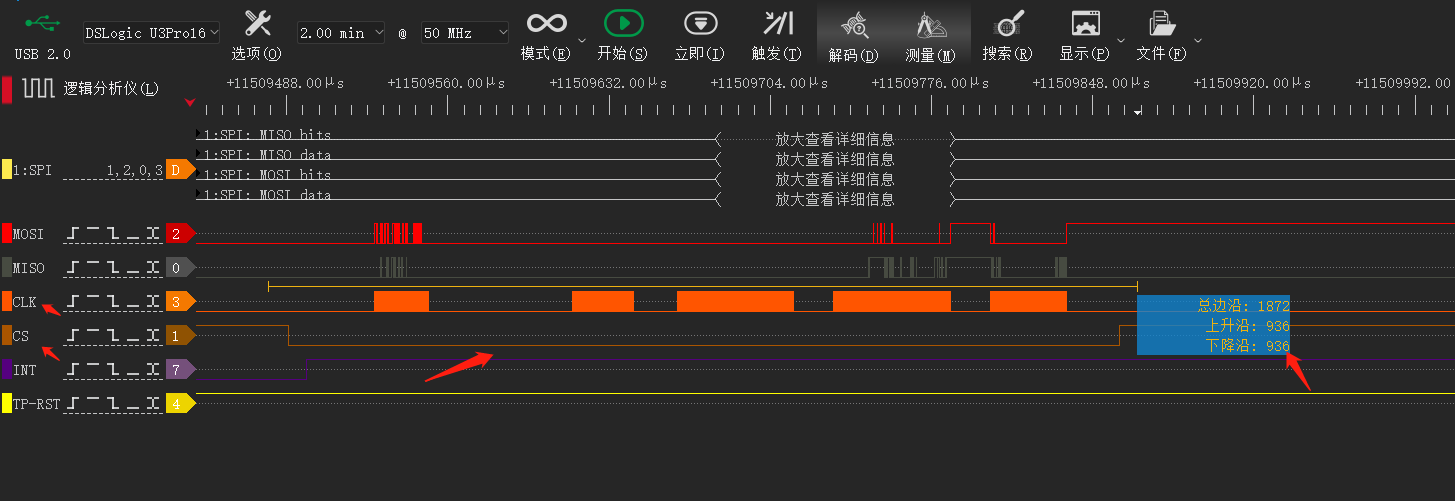 USB 2.0
DSLogic U3Pro16
选项(O)
2.00 min
@
50 MHz
模式(E)
开始(S)
立即(I)
触发(T)
解码(D)
测量(M)
搜索(R)
显示(P)
文件(F)
逻辑分析仪(L)
+11509488.00μs
+11509560.00μs
+11509632.00μs
+11509704.00μs
+11509776.00μs
+11509848.00μs
+11509920.00μs
+11509992.00μs
1:SPI: MISO bits
放大查看详细信息
1:SPI: MISO data
放大查看详细信息
1:SPI
1,2,0,3
D
1:SPI: MOSI bits
放大查看详细信息
1:SPI: MOSI data
放大查看详细信息
MOSI
2
MISO
0
CLK
3
总边沿: 1872
上升沿: 936
下降沿: 936
CS
1
INT
7
TP-RST
4